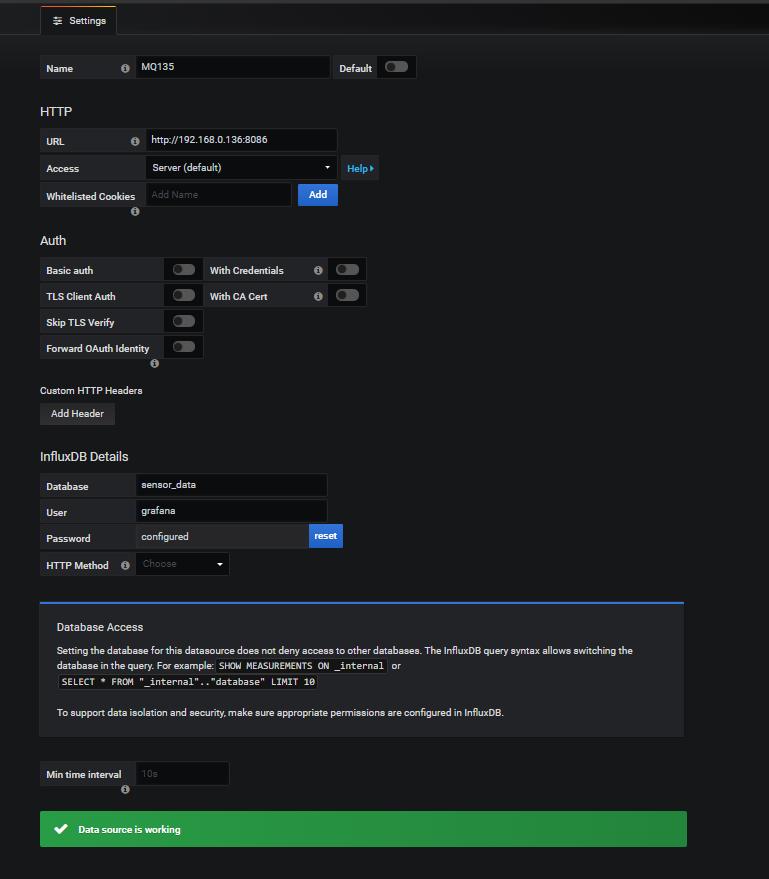 Settings
Name MQ135 Default
HTTP
URL http://192.168.0.136:8086
Access Server (default) Help
Whitelisted Cookies Add Name Add
Auth
Basic auth With Credentials
TLS Client Auth With CA Cert
Skip TLS Verify
Forward OAuth Identity
Custom HTTP Headers
Add Header
InfluxDB Details
Database sensor_data
User grafana
Password configured reset
HTTP Method Choose
Database Access
Setting the database for this datasource does not deny access to other databases. The InfluxDB query syntax allows switching the
database in the query. For example: SHOW MEASUREMENTS ON _internal or
SELECT * FROM "_internal".."database" LIMIT 10
To support data isolation and security, make sure appropriate permissions are configured in InfluxDB.
Min time interval 10s
Data source is working